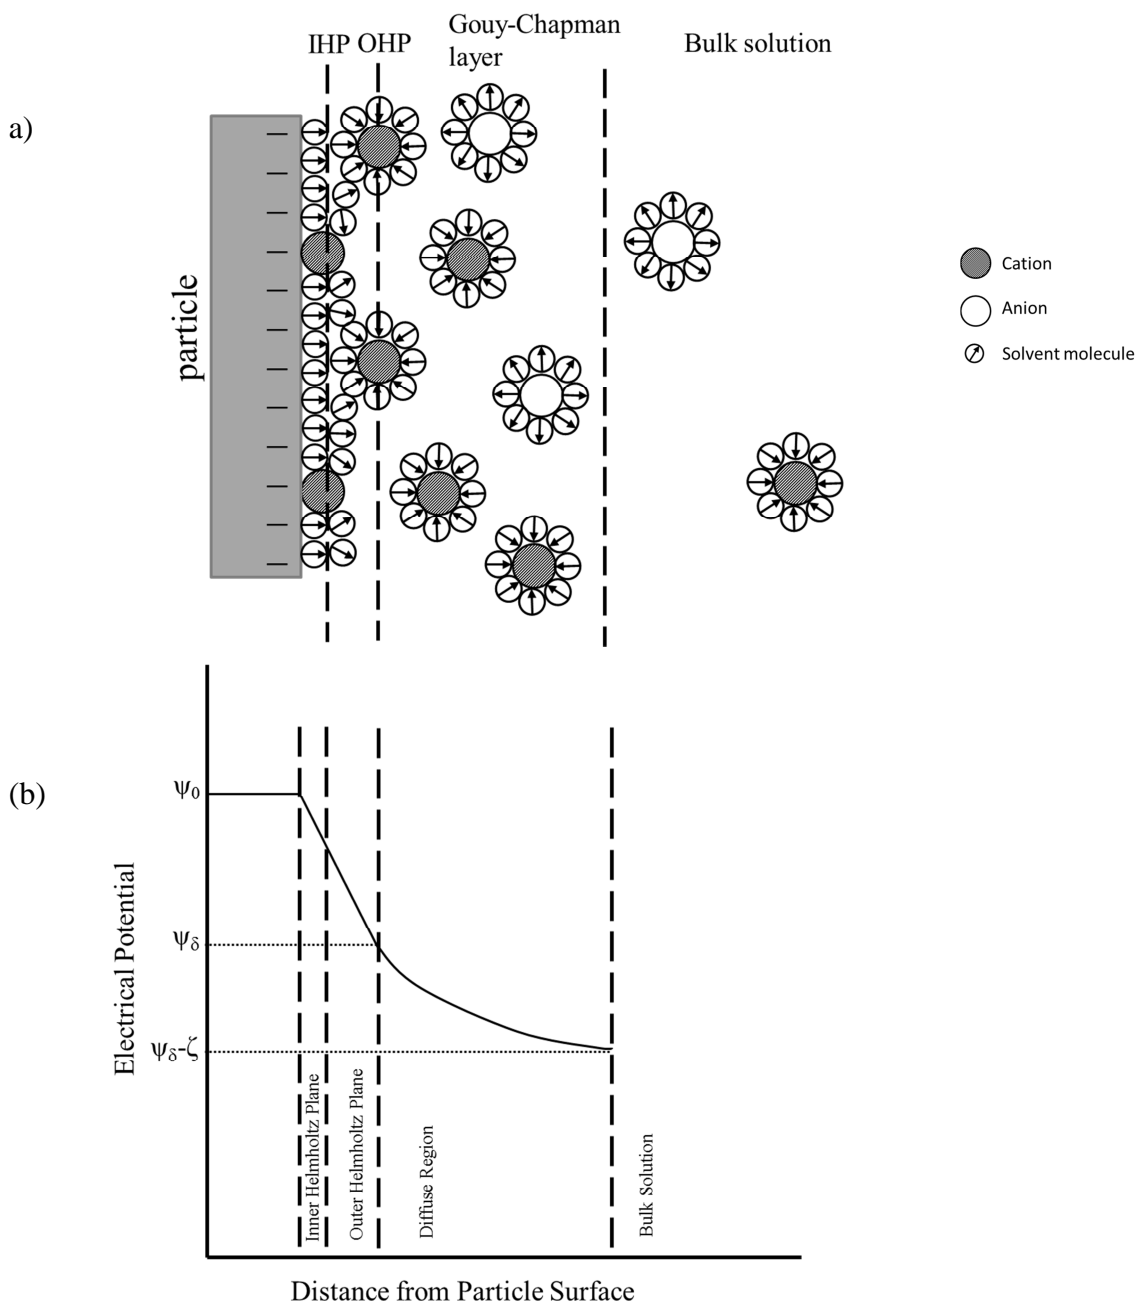 Gouy-Chapman
layer
Bulk solution
IHP OHP
a)
particle
Cation
Anion
Solvent molecule
(b)
ψ0
ψδ
ψδ-ζ
Electrical Potential
Inner Helmholtz Plane
Outer Helmholtz Plane
Diffuse Region
Bulk Solution
Distance from Particle Surface